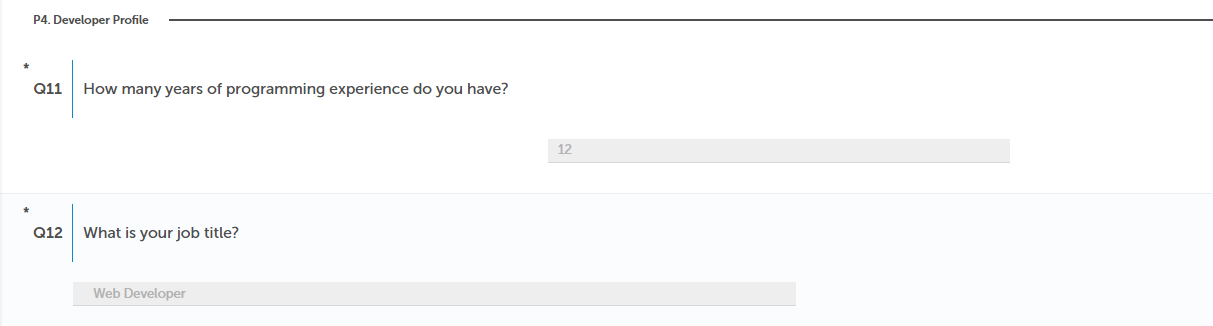 P4. Developer Profile
*
Q11 How many years of programming experience do you have?
12
*
Q12 What is your job title?
Web Developer